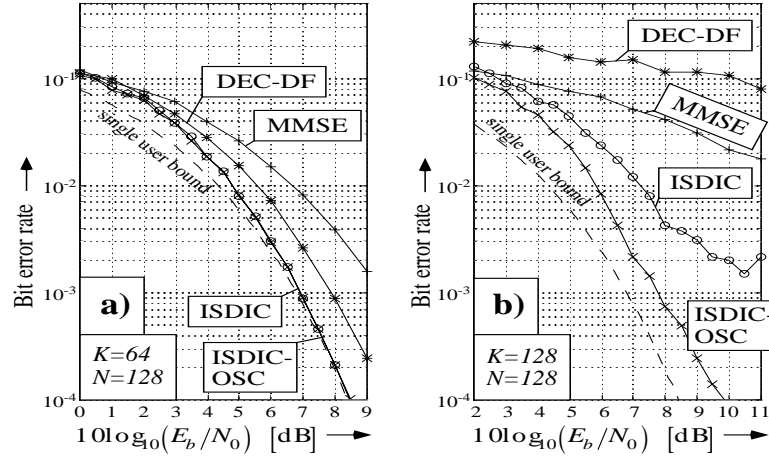 Bit error rate
10^-1
10^-2
10^-3
10^-4
DEC-DF
MMSE
single user bound
ISDIC
ISDIC-
OSC
a)
K=64
N=128
0 1 2 3 4 5 6 7 8 9
10log10(Eb/N0) [dB]
Bit error rate
10^-1
10^-2
10^-3
10^-4
DEC-DF
MMSE
single user bound
ISDIC
ISDIC-
OSC
b)
K=128
N=128
2 3 4 5 6 7 8 9 10 11
10log10(Eb/N0) [dB]